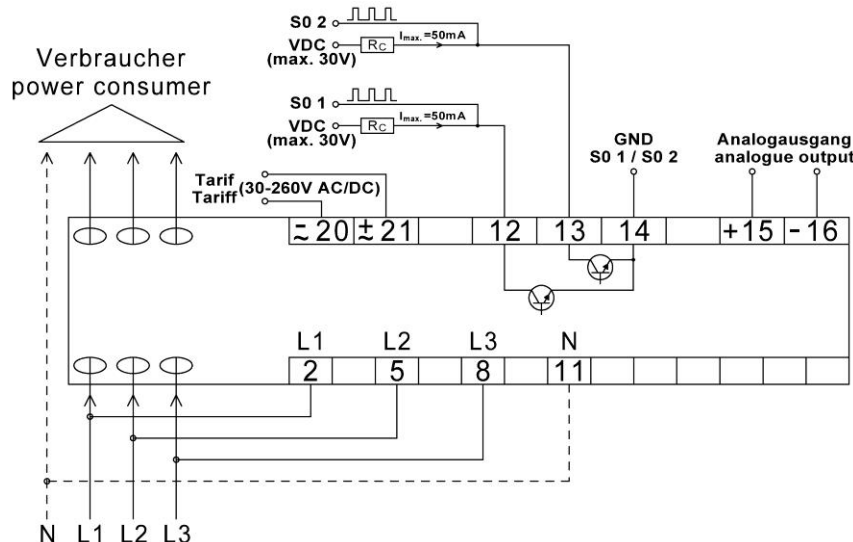 S0 2
VDC
(max. 30V)
RC
Imax.=50mA
Verbraucher
power consumer
S0 1
VDC
(max. 30V)
RC
Imax.=50mA
GND
S0 1 / S0 2
Analogausgang
analogue output
Tarif
Tariff
(30-260V AC/DC)
~ 20
± 21
12
13
14
+15
-16
L1
L2
L3
N
2
5
8
11
N L1 L2 L3